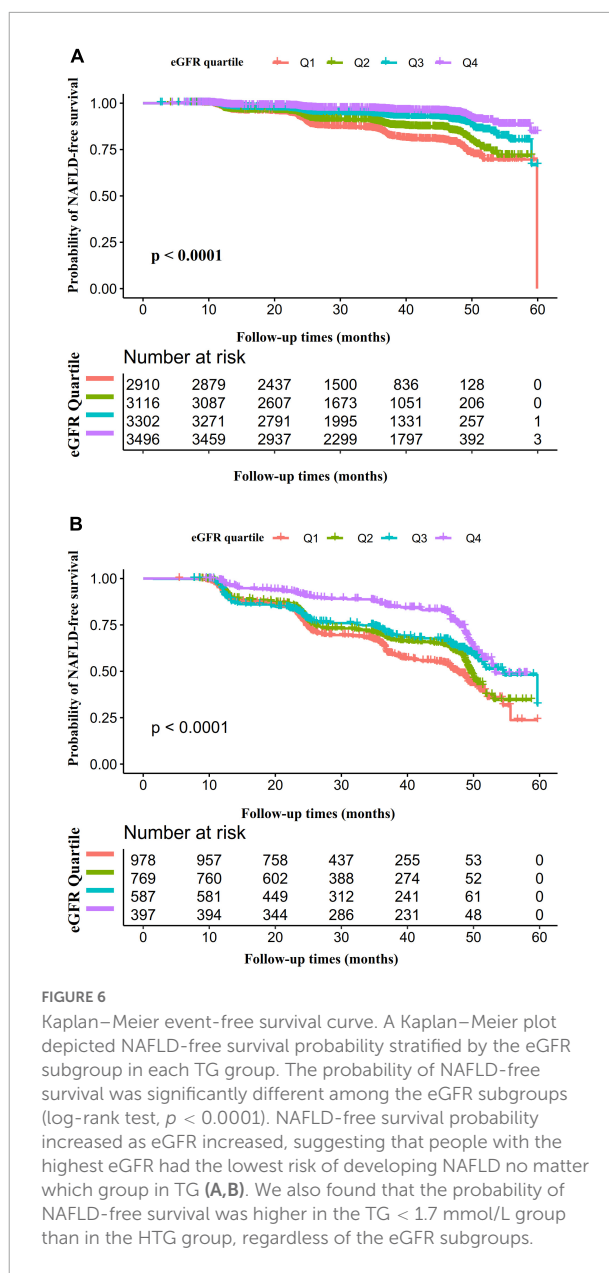 A
eGFR quartile Q1 Q2 Q3 Q4
1.00
0.75
0.50
0.25
0.00
Probability of NAFLD-free survival
p < 0.0001
0 10 20 30 40 50 60
Follow-up times (months)
Number at risk
eGFR Quartile
2910 2879 2437 1500 836 128 0
3116 3087 2607 1673 1051 206 0
3302 3271 2791 1995 1331 257 1
3496 3459 2937 2299 1797 392 3
Follow-up times (months)
B
eGFR quartile Q1 Q2 Q3 Q4
1.00
0.75
0.50
0.25
0.00
Probability of NAFLD-free survival
p < 0.0001
0 10 20 30 40 50 60
Follow-up times (months)
Number at risk
eGFR Quartile
978 957 758 437 255 53 0
769 760 602 388 274 52 0
587 581 449 312 241 61 0
397 394 344 286 231 48 0
0 10 20 30 40 50 60
Follow-up times (months)
FIGURE 6
Kaplan–Meier event-free survival curve. A Kaplan–Meier plot
depicted NAFLD-free survival probability stratified by the eGFR
subgroup in each TG group. The probability of NAFLD-free
survival was significantly different among the eGFR subgroups
(log-rank test, p < 0.0001). NAFLD-free survival probability
increased as eGFR increased, suggesting that people with the
highest eGFR had the lowest risk of developing NAFLD no matter
which group in TG (A,B). We also found that the probability of
NAFLD-free survival was higher in the TG < 1.7 mmol/L group
than in the HTG group, regardless of the eGFR subgroups.